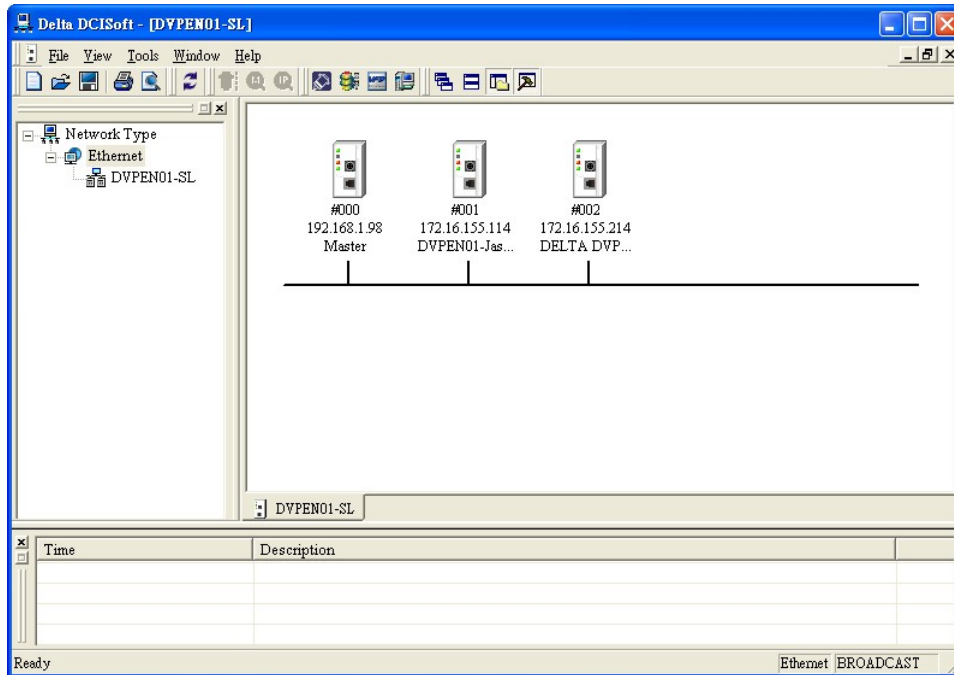 Delta DCISoft - [DVPEN01-SL]
File View Tools Window Help
Network Type
Ethernet
DVPEN01-SL
#000
192.168.1.98
Master
#001
172.16.155.114
DVPEN01-Jas...
#002
172.16.155.214
DELTA DVP...
DVPEN01-SL
Time Description
Ready Ethernet BROADCAST